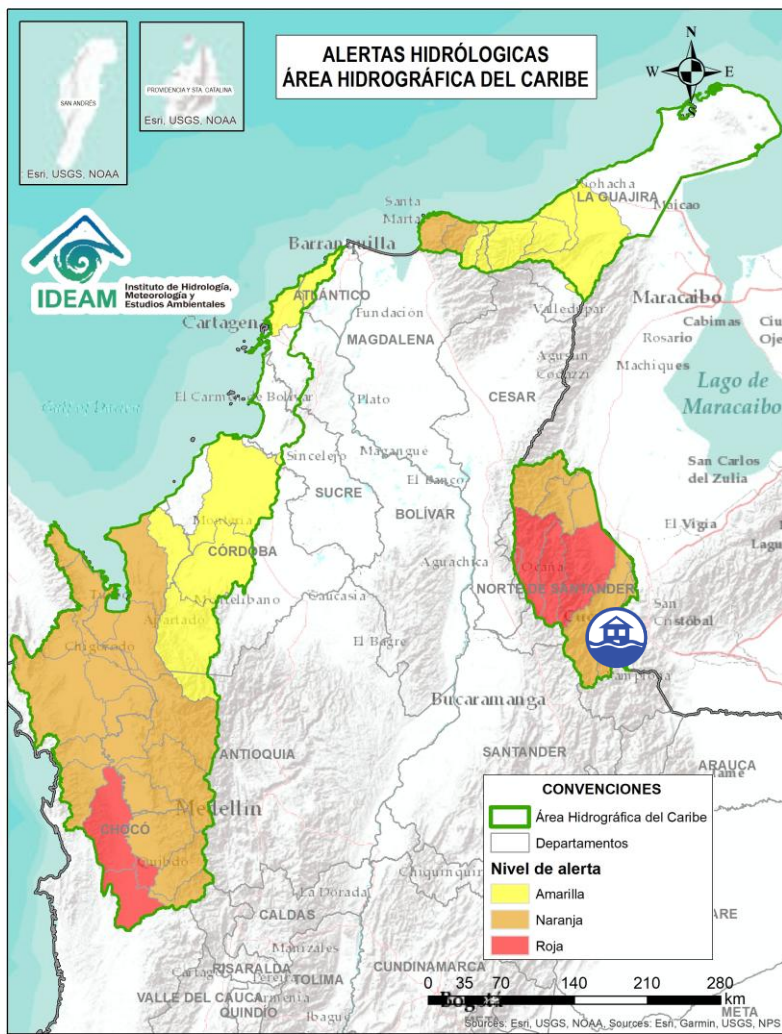 ALERTAS HIDRÓLOGICAS
ÁREA HIDROGRÁFICA DEL CARIBE
N
W
E
S
SAN ANDRÉS
Esri, USGS, NOAA
PROVIDENCIA Y STA. CATALINA
Esri, USGS, NOAA
IDEAM
Instituto de Hidrología,
Meteorología y
Estudios Ambientales
Riohacha
LA GUAJIRA
Maicao
Santa
Marta
Barranquilla
ATLÁNTICO
Cartagen
Fundación
MAGDALENA
Valledupar
Maracaibo
Cabimas
Rosario
Agustín
Codazzi
Machiques
CESAR
Lago de
Maracaibo
El Carmen de Bolívar
Plato
Sincelejo
Magangue
San Carlos
del Zulia
SUCRE
El Banco
BOLÍVAR
El Vigia
Montería
CÓRDOBA
Aguachica
Ocaña
NORTE DE SANTANDER
Montelíbano
Caucasia
San
Cristóbal
Apartado
Chigorodo
El Bagre
Bucaramanga
ANTIOQUIA
SANTANDER
ARAUCA
Medellín
CHOCÓ
Quibdó
La Dorada
CALDAS
Manizales
RISARALDA
TOLIMA
CUNDINAMARCA
VALLE DEL CAUCA
QUINDÍO
Ibague
Bogotá
META
META
CONVENCIONES
Área Hidrográfica del Caribe
Departamentos
Nivel de alerta
Amarilla
Naranja
Roja
0 35 70 140 210 280
km
Sources: Esri, USGS, NOAA, Sources: Esri, Garmin, USGS, NPS